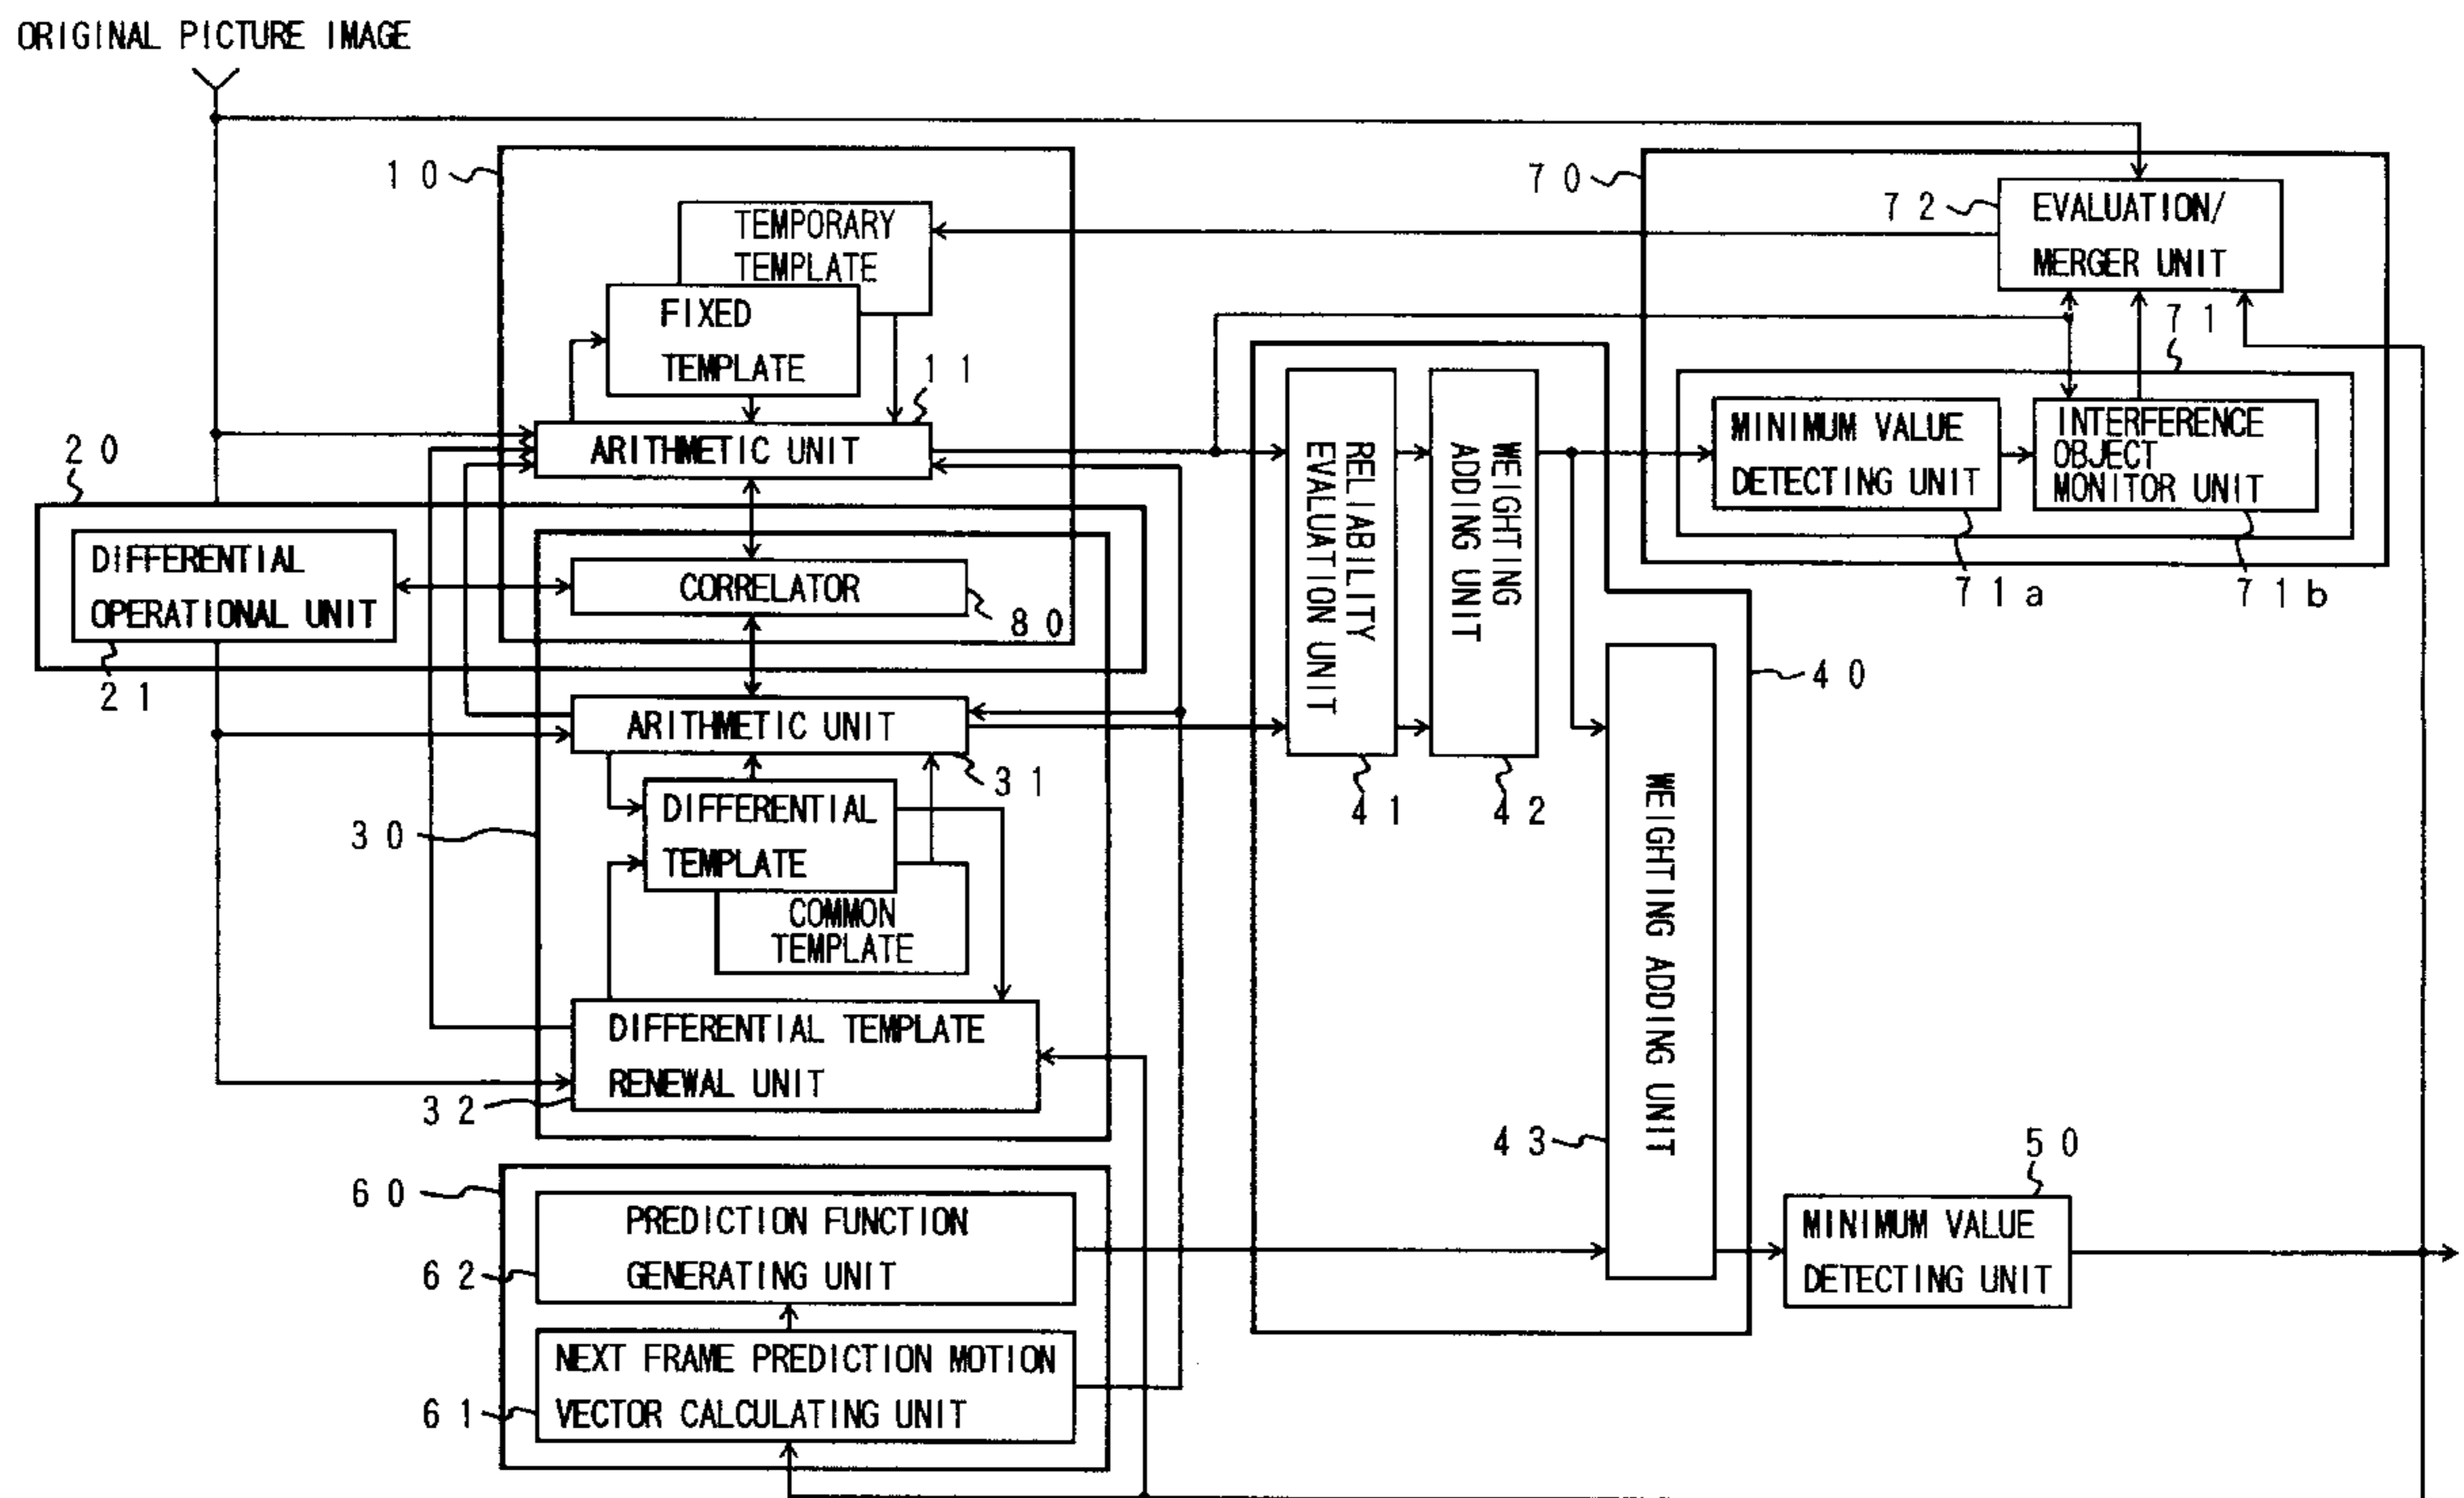 ORIGINAL PICTURE IMAGE
10
TEMPORARY
TEMPLATE
FIXED
TEMPLATE
11
ARITHMETIC UNIT
20
DIFFERENTIAL
OPERATIONAL UNIT
21
CORRELATOR
80
ARITHMETIC UNIT
31
30
DIFFERENTIAL
TEMPLATE
COMMON
TEMPLATE
DIFFERENTIAL TEMPLATE
RENEWAL UNIT
32
60
PREDICTION FUNCTION
GENERATING UNIT
62
NEXT FRAME PREDICTION MOTION
VECTOR CALCULATING UNIT
61
RELIABILITY
EVALUATION UNIT
41
WEIGHTING
ADDING UNIT
42
40
WEIGHTING ADDING UNIT
43
50
MINIMUM VALUE
DETECTING UNIT
70
72
EVALUATION/
MERGER UNIT
71
MINIMUM VALUE
DETECTING UNIT
71a
INTERFERENCE
OBJECT
MONITOR UNIT
71b